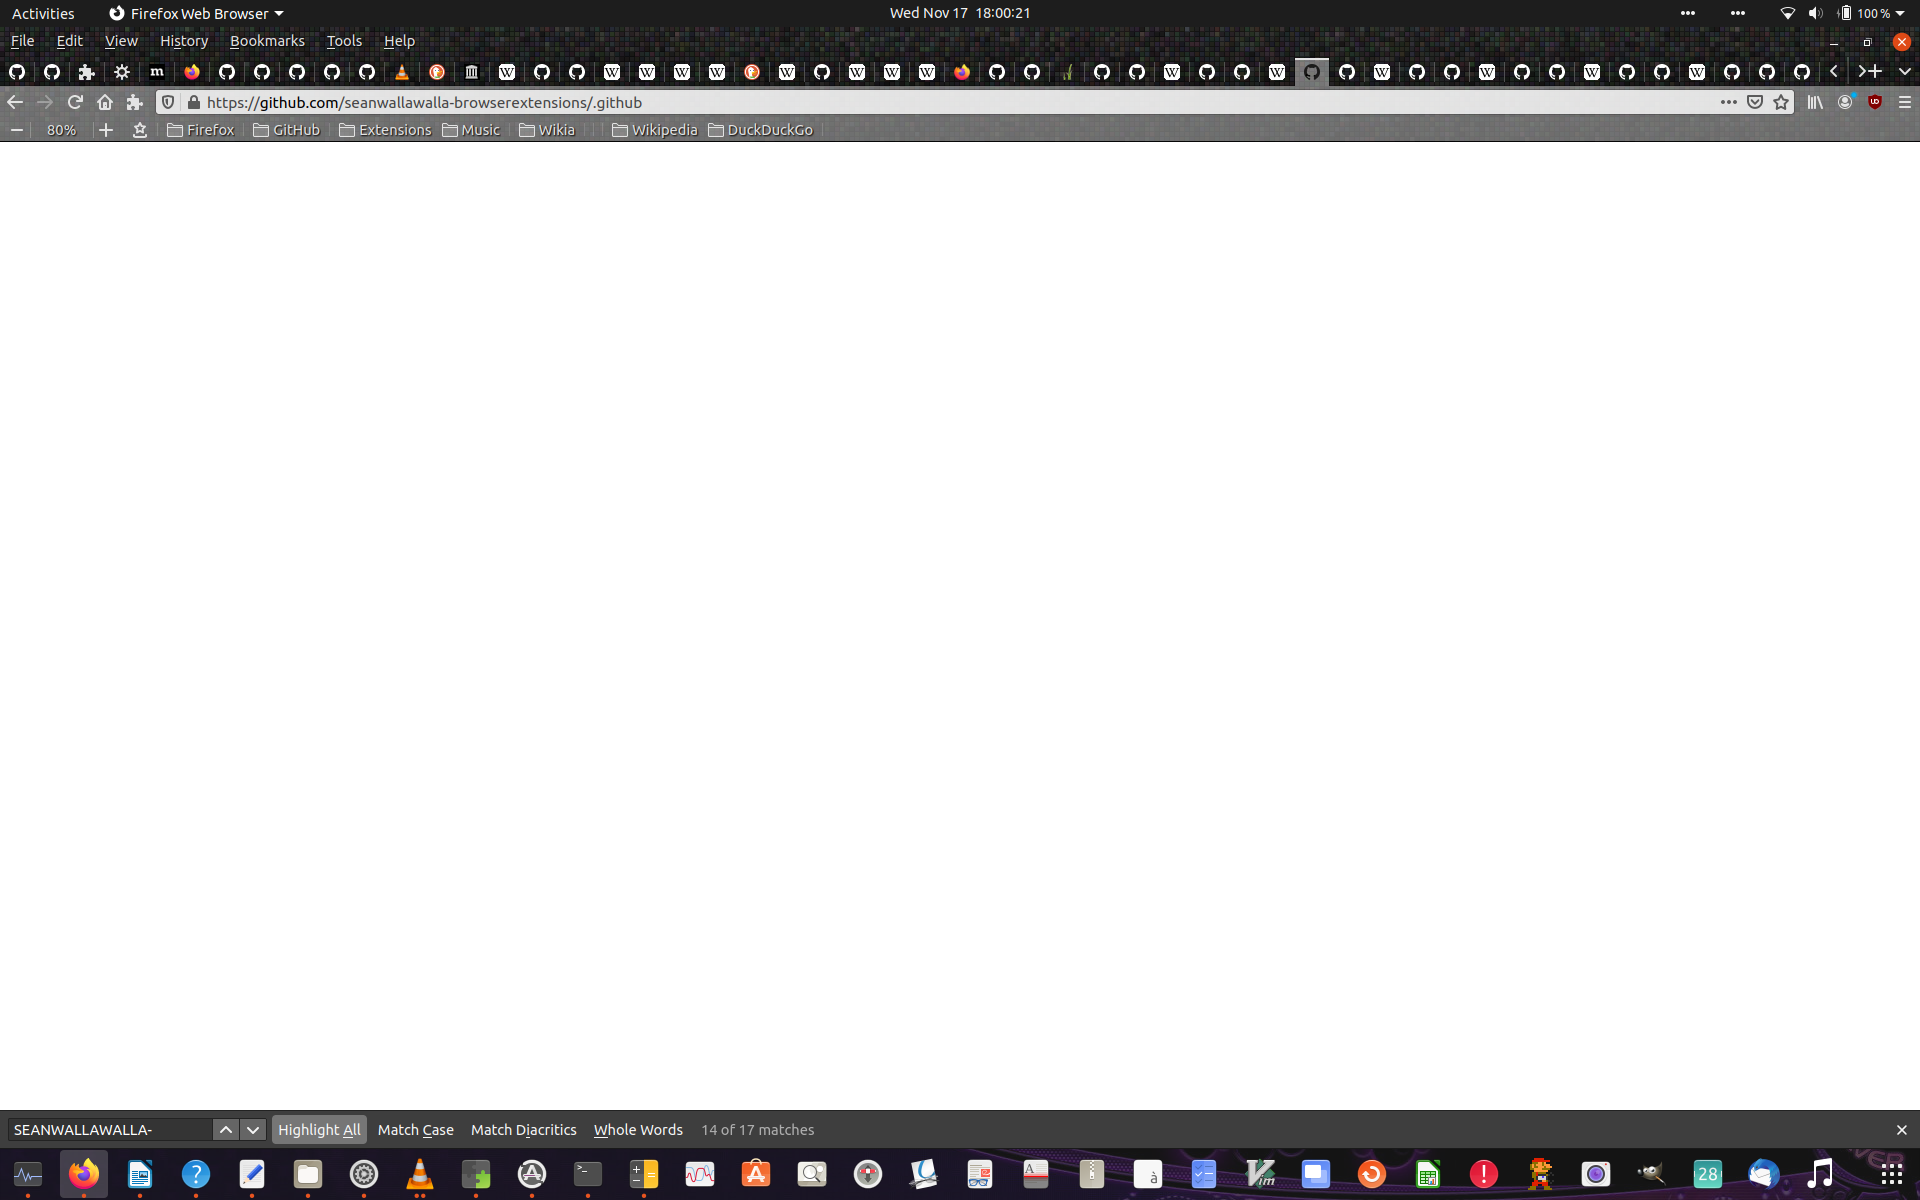 Activities Firefox Web Browser Wed Nov 17 18:00:21 100 %
File Edit View History Bookmarks Tools Help
https://github.com/seanwallawalla-browserextensions/.github
80% Firefox GitHub Extensions Music Wikia Wikipedia DuckDuckGo
SEANWALLAWALLA- Highlight All Match Case Match Diacritics Whole Words 14 of 17 matches
28